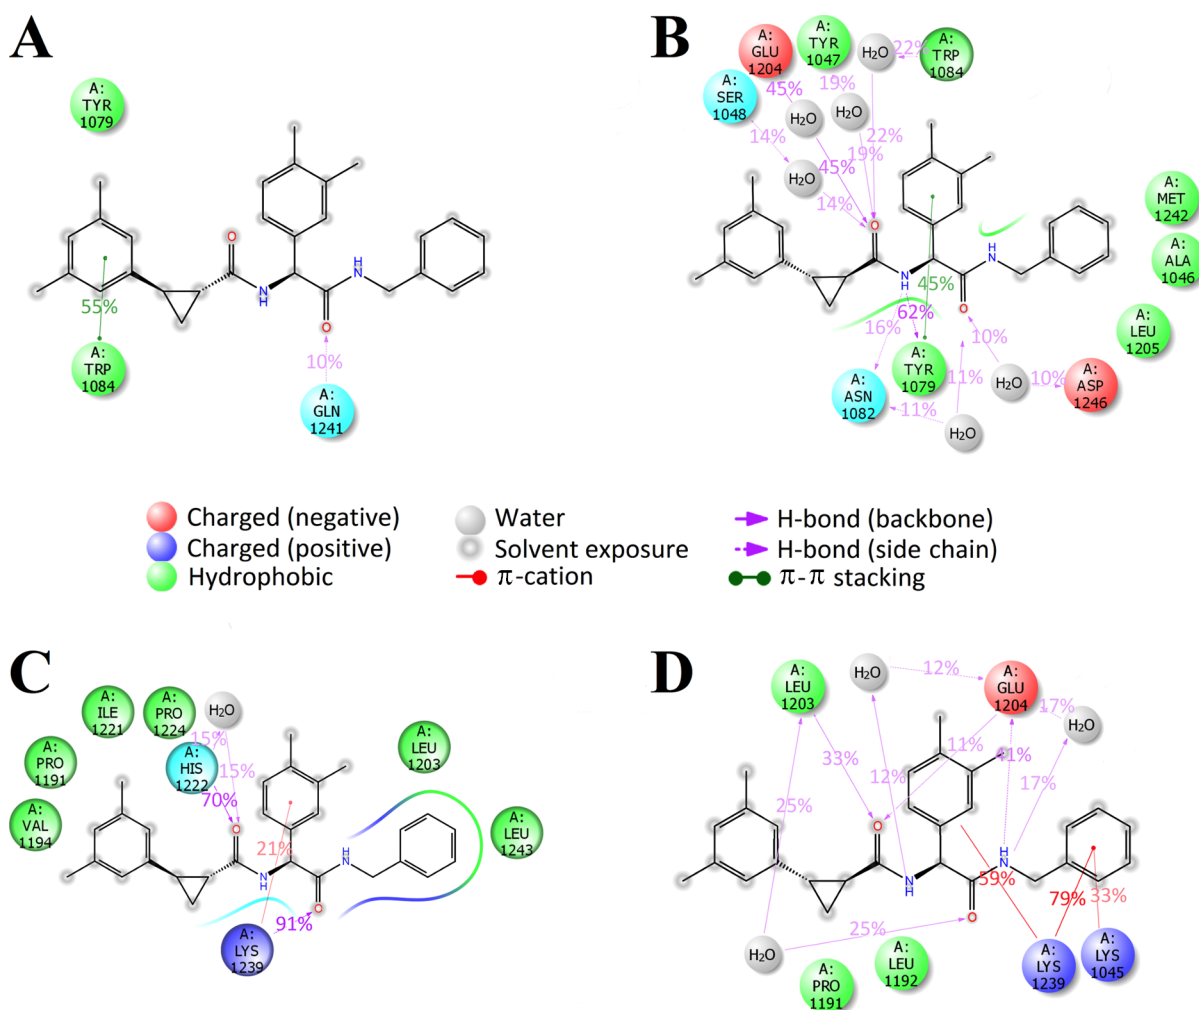 A
A:
TYR
1079
O
N
H
H
N
O
55%
10%
A:
TRP
1084
A:
GLN
1241
B
A:
GLU
1204
A:
TYR
1047
H₂O
22%
A:
TRP
1084
A:
SER
1048
45%
19%
H₂O
H₂O
14%
22%
19%
45%
H₂O
14%
O
H
N
N
H
O
45%
62%
16%
10%
A:
MET
1242
A:
ALA
1046
A:
LEU
1205
A:
TYR
1079
A:
ASN
1082
11%
11%
H₂O
H₂O
10%
A:
ASP
1246
Charged (negative)
Charged (positive)
Hydrophobic
Water
Solvent exposure
π-cation
H-bond (backbone)
H-bond (side chain)
π-π stacking
C
A:
ILE
1221
A:
PRO
1224
H₂O
15%
15%
A:
PRO
1191
A:
HIS
1222
70%
A:
VAL
1194
A:
LEU
1203
A:
LEU
1243
O
H
N
N
H
O
21%
91%
A:
LYS
1239
D
A:
LEU
1203
H₂O
12%
A:
GLU
1204
17%
H₂O
33%
11%
41%
12%
17%
25%
O
H
N
N
H
O
59%
79%
33%
25%
H₂O
A:
PRO
1191
A:
LEU
1192
A:
LYS
1239
A:
LYS
1045